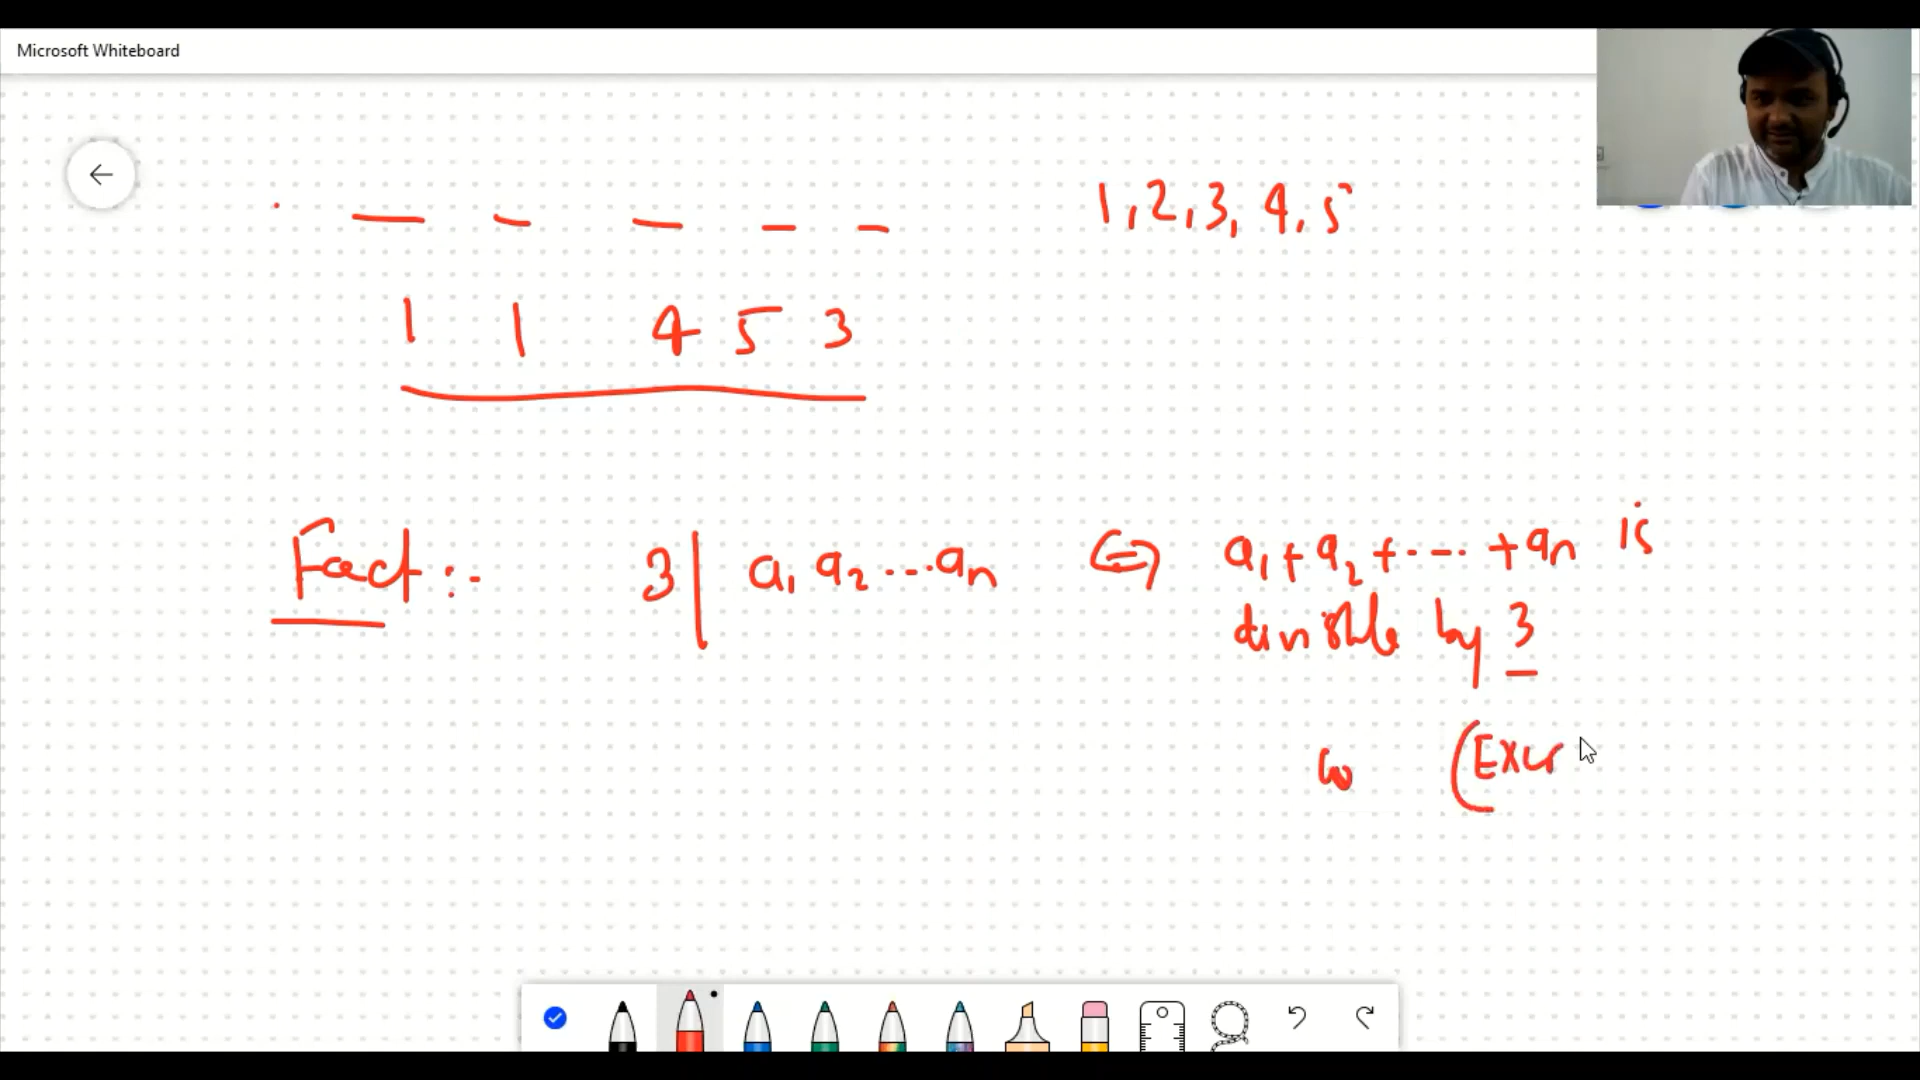 Microsoft Whiteboard
— — — — — 1, 2, 3, 4, 5
1 1 4 5 3
Fact :- 3 | a₁ a₂ ... aₙ ⇔ a₁ + a₂ + .... + aₙ is
divisible by 3
(Exer